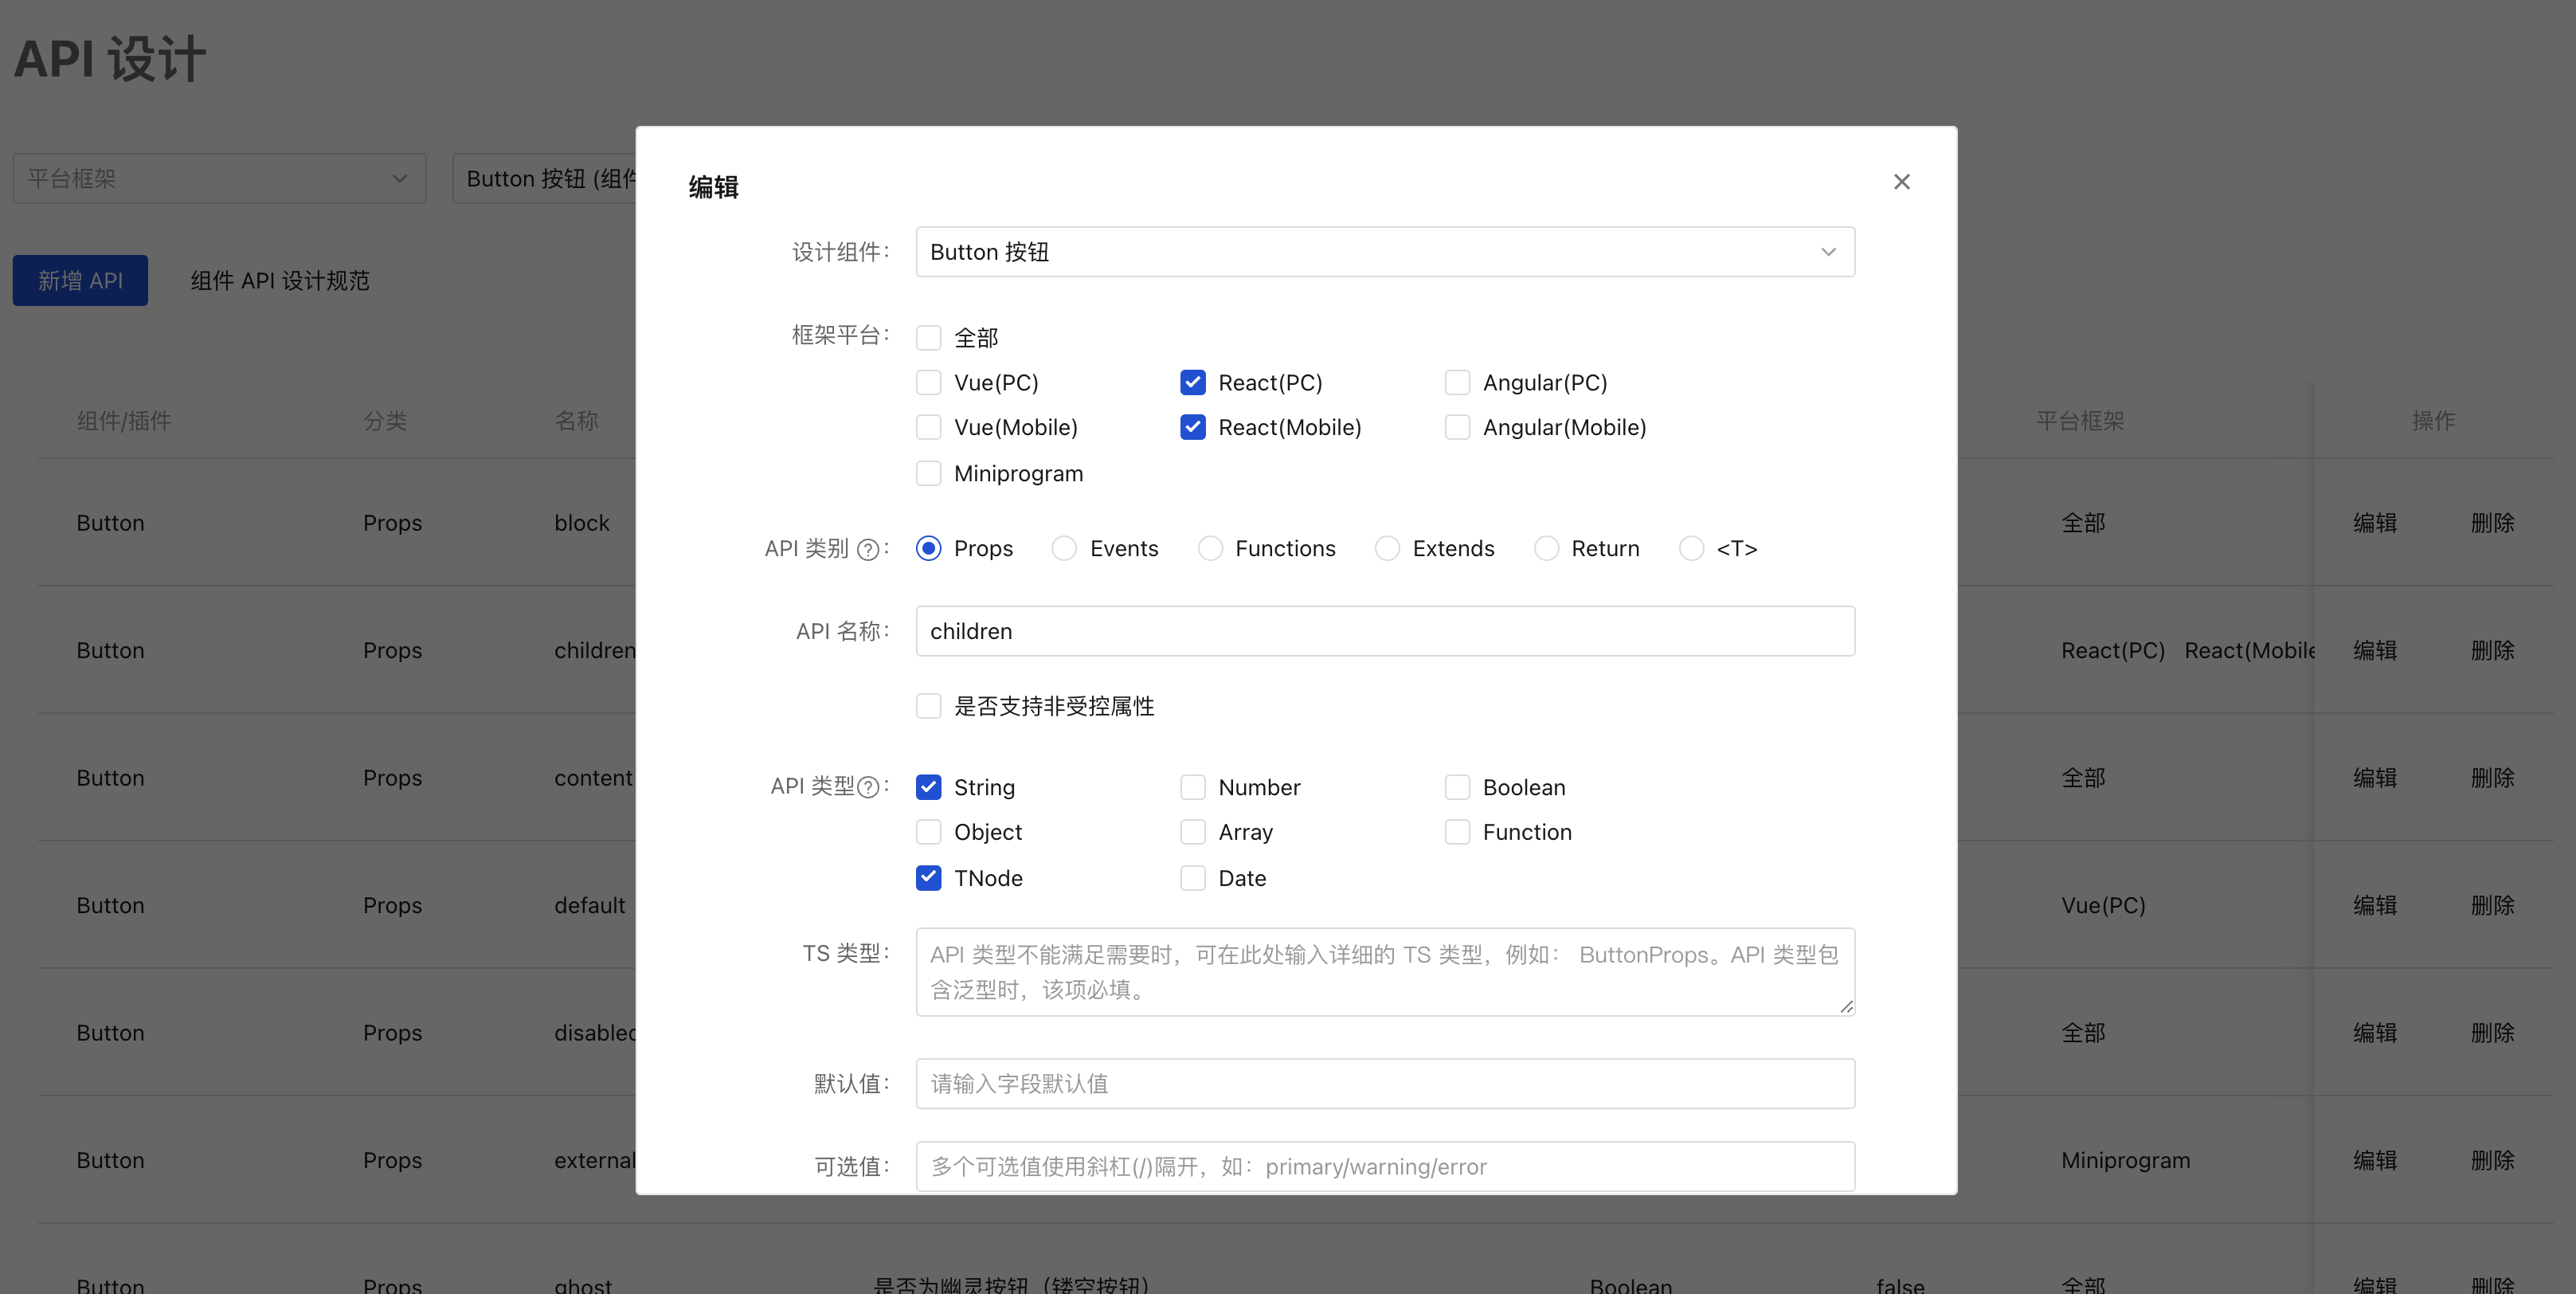 API 设计
平台框架
Button 按钮 (组件
新增 API
组件 API 设计规范
组件/插件 分类 名称 平台框架 操作
Button Props block 全部 编辑 删除
Button Props children React(PC) React(Mobile 编辑 删除
Button Props content 全部 编辑 删除
Button Props default Vue(PC) 编辑 删除
Button Props disabled 全部 编辑 删除
Button Props external Miniprogram 编辑 删除
Button Props ghost 是否为幽灵按钮（镂空按钮） Boolean false 全部 编辑 删除
编辑
设计组件：
Button 按钮
框架平台：
全部
Vue(PC) React(PC) Angular(PC)
Vue(Mobile) React(Mobile) Angular(Mobile)
Miniprogram
API 类别 ?：
Props Events Functions Extends Return <T>
API 名称：
children
是否支持非受控属性
API 类型?：
String Number Boolean
Object Array Function
TNode Date
TS 类型：
API 类型不能满足需要时，可在此处输入详细的 TS 类型，例如： ButtonProps。API 类型包
含泛型时，该项必填。
默认值：
请输入字段默认值
可选值：
多个可选值使用斜杠(/)隔开，如：primary/warning/error